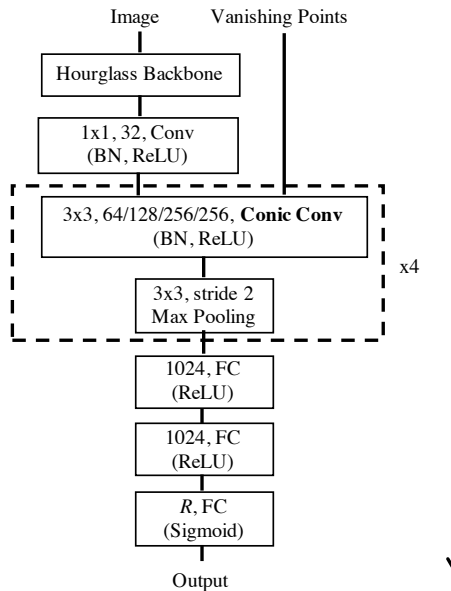 Image
Vanishing Points
Hourglass Backbone
1x1, 32, Conv
(BN, ReLU)
3x3, 64/128/256/256, Conic Conv
(BN, ReLU)
x4
3x3, stride 2
Max Pooling
1024, FC
(ReLU)
1024, FC
(ReLU)
R, FC
(Sigmoid)
Output